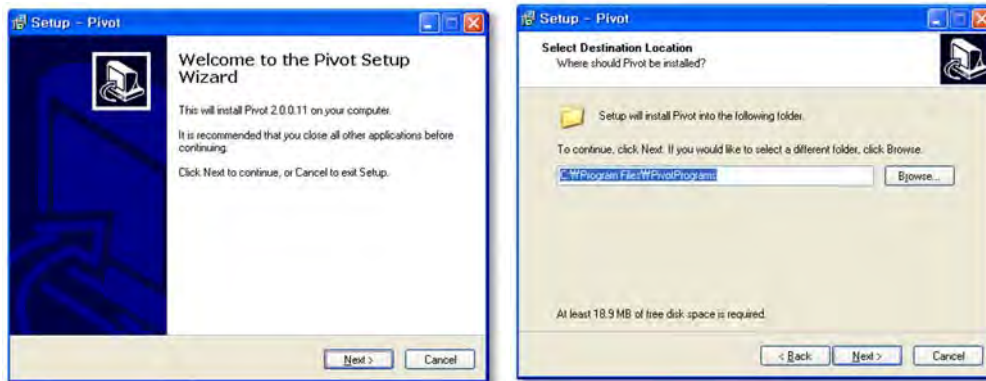 Setup - Pivot
Welcome to the Pivot Setup
Wizard
This will install Pivot 2.0.0.11 on your computer.
It is recommended that you close all other applications before
continuing.
Click Next to continue, or Cancel to exit Setup.
Next >
Cancel
Setup - Pivot
Select Destination Location
Where should Pivot be installed?
Setup will install Pivot into the following folder.
To continue, click Next. If you would like to select a different folder, click Browse.
C:₩Program Files₩PivotPrograms
Browse...
At least 18.9 MB of free disk space is required.
< Back
Next >
Cancel